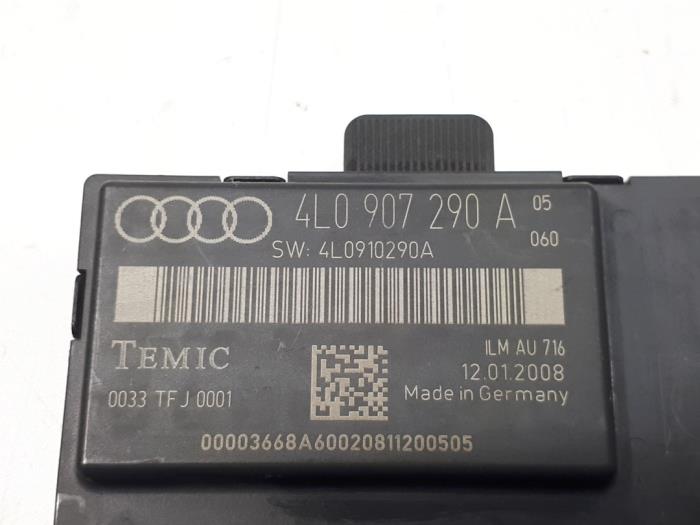 4L0 907 290 A 05
060
SW: 4L0910290A
TEMIC
ILM AU 716
12.01.2008
0033 TFJ 0001
Made in Germany
00003668A60020811200505